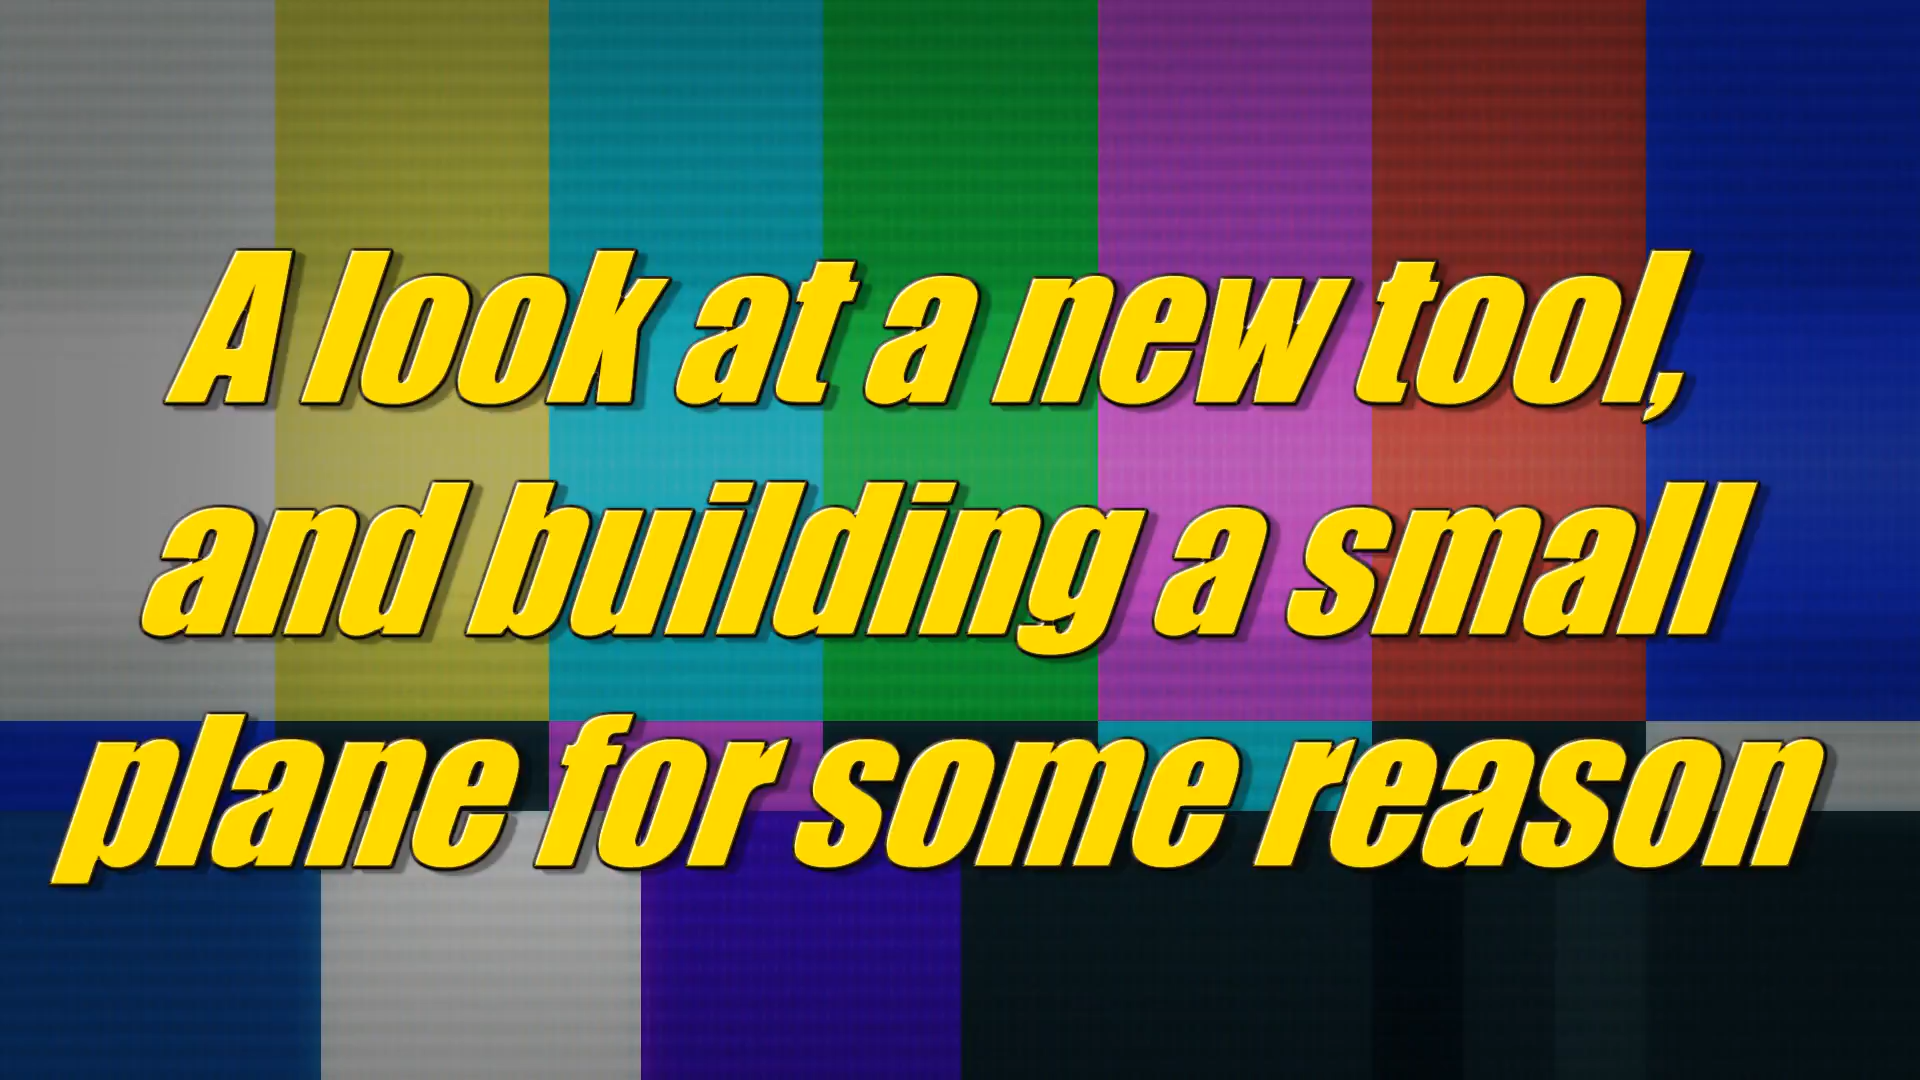 A look at a new tool,
and building a small
plane for some reason